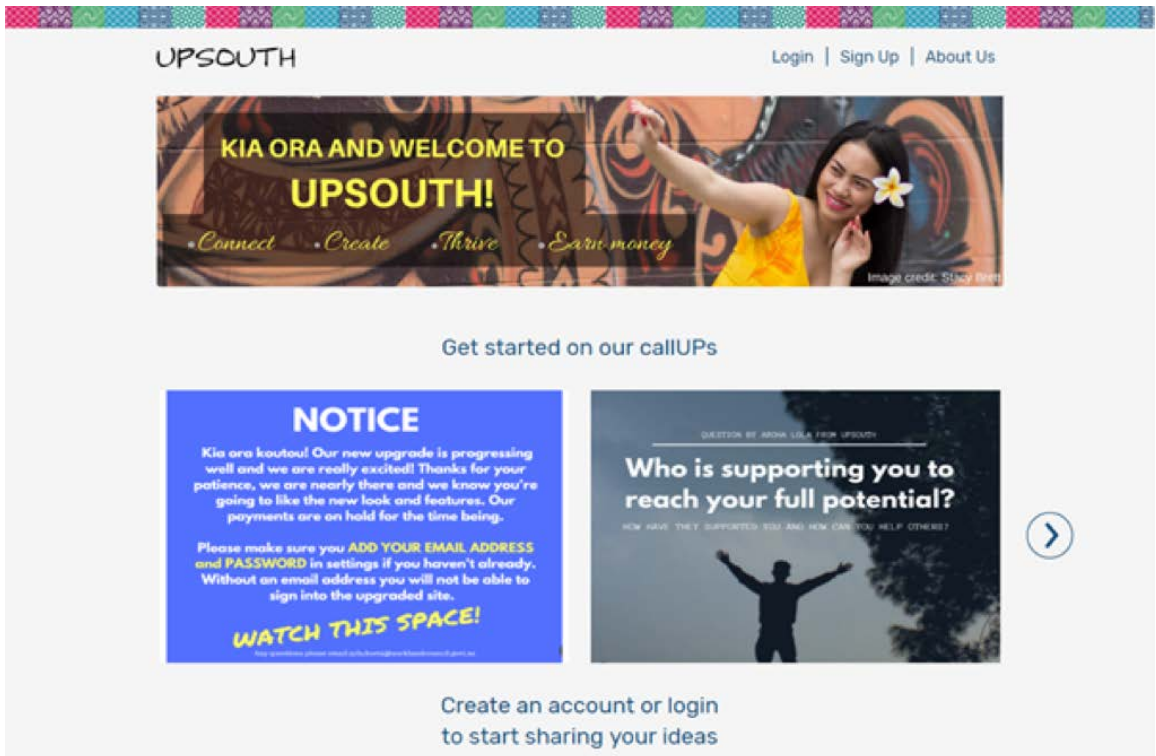 UPSOUTH
Login | Sign Up | About Us
KIA ORA AND WELCOME TO
UPSOUTH!
• Connect • Create • Thrive • Earn money
Image credit: Stacy Brett
Get started on our callUPs
NOTICE
Kia ora koutou! Our new upgrade is progressing
well and we are really excited! Thanks for your
patience, we are nearly there and we know you're
going to like the new look and features. Our
payments are on hold for the time being.
Please make sure you ADD YOUR EMAIL ADDRESS
and PASSWORD in settings if you haven't already.
Without an email address you will not be able to
sign into the upgraded site.
WATCH THIS SPACE!
Any questions please email
QUESTION BY AROHA LOLA FROM UPSOUTH
Who is supporting you to
reach your full potential?
HOW HAVE THEY SUPPORTED YOU AND HOW CAN YOU HELP OTHERS?
Create an account or login
to start sharing your ideas